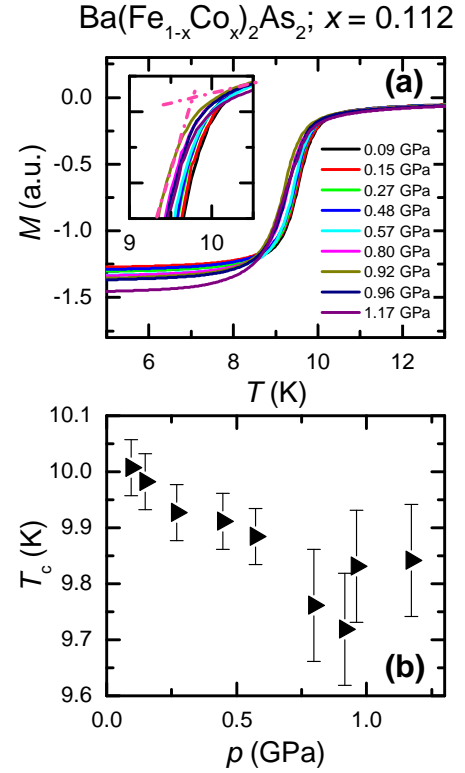 Ba(Fe₁₋ₓCoₓ)₂As₂; x = 0.112
(a)
0.0
-0.5
-1.0
-1.5
M (a.u.)
9 10
0.09 GPa
0.15 GPa
0.27 GPa
0.48 GPa
0.57 GPa
0.80 GPa
0.92 GPa
0.96 GPa
1.17 GPa
6 8 10 12
T (K)
10.1
10.0
9.9
9.8
9.7
9.6
T_c (K)
(b)
0.0 0.5 1.0
p (GPa)